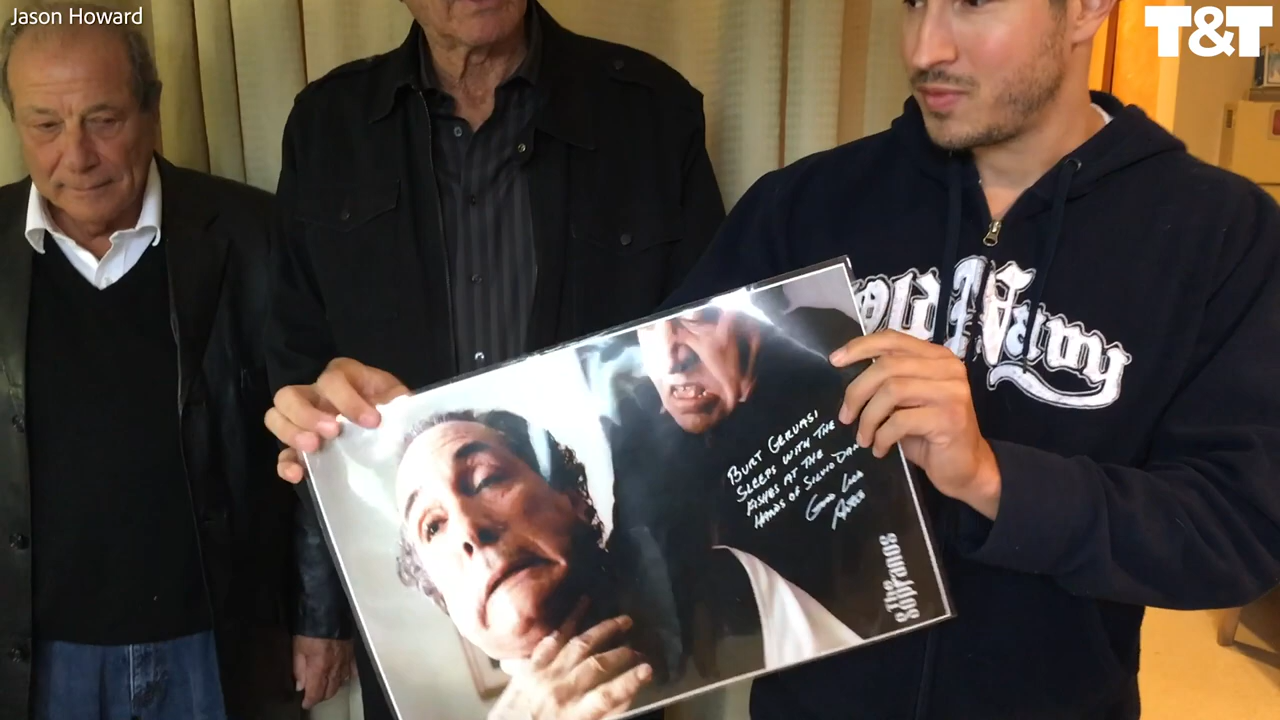 Jason Howard
T&T
Old Navy
BURT GERVASI
SLEEPS WITH THE
FISHES AT THE
HANDS OF SILVIO DAN
GOOD LUCK
The
Sopranos